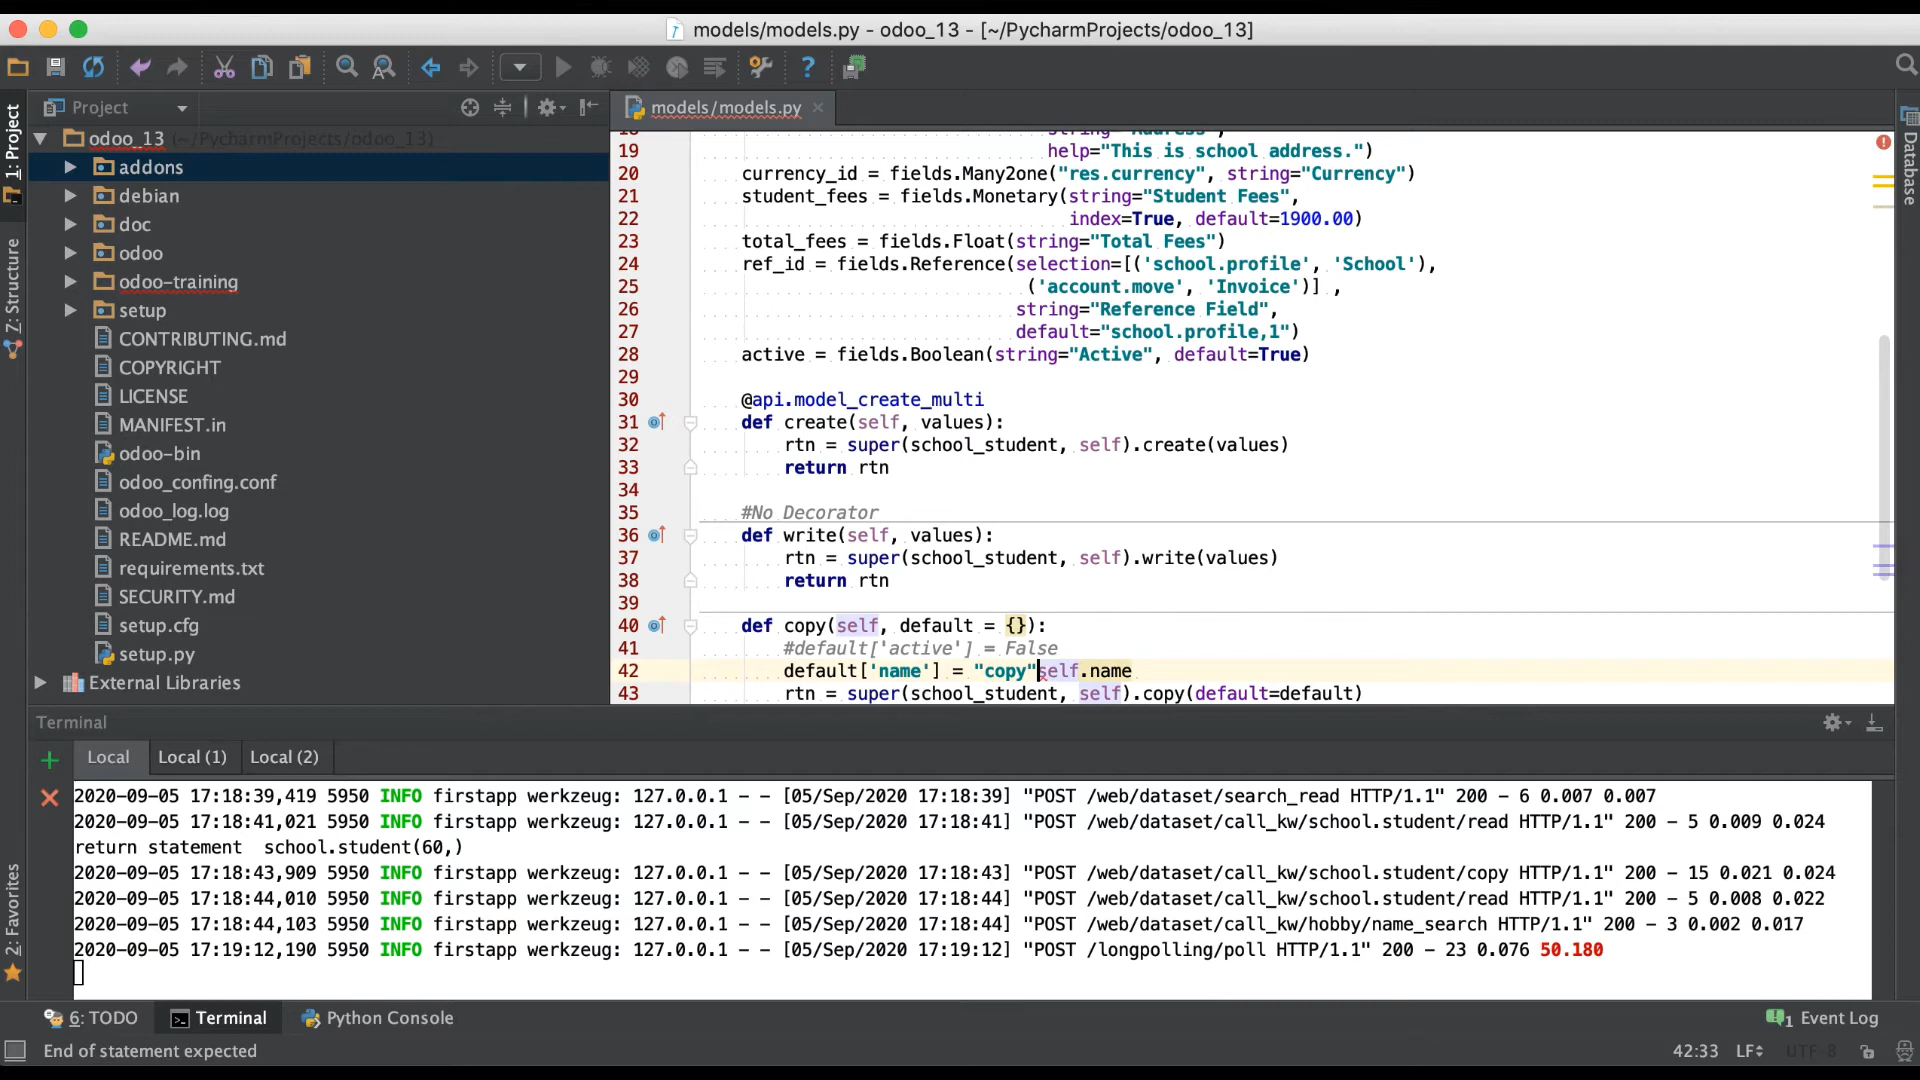 models/models.py - odoo_13 - [~/PycharmProjects/odoo_13]
Project
models/models.py
1: Project
Z: Structure
2: Favorites
Database
odoo_13 (~/PycharmProjects/odoo_13)
addons
debian
doc
odoo
odoo-training
setup
CONTRIBUTING.md
COPYRIGHT
LICENSE
MANIFEST.in
odoo-bin
odoo_confing.conf
odoo_log.log
README.md
requirements.txt
SECURITY.md
setup.cfg
setup.py
External Libraries
18 string="Address",
19 help="This is school address.")
20 currency_id = fields.Many2one("res.currency", string="Currency")
21 student_fees = fields.Monetary(string="Student Fees",
22 index=True, default=1900.00)
23 total_fees = fields.Float(string="Total Fees")
24 ref_id = fields.Reference(selection=[('school.profile', 'School'),
25 ('account.move', 'Invoice')] ,
26 string="Reference Field",
27 default="school.profile,1")
28 active = fields.Boolean(string="Active", default=True)
29
30 @api.model_create_multi
31 def create(self, values):
32 rtn = super(school_student, self).create(values)
33 return rtn
34
35 #No Decorator
36 def write(self, values):
37 rtn = super(school_student, self).write(values)
38 return rtn
39
40 def copy(self, default = {}):
41 #default['active'] = False
42 default['name'] = "copy"self.name
43 rtn = super(school_student, self).copy(default=default)
Terminal
Local Local (1) Local (2)
2020-09-05 17:18:39,419 5950 INFO firstapp werkzeug: 127.0.0.1 - - [05/Sep/2020 17:18:39] "POST /web/dataset/search_read HTTP/1.1" 200 - 6 0.007 0.007
2020-09-05 17:18:41,021 5950 INFO firstapp werkzeug: 127.0.0.1 - - [05/Sep/2020 17:18:41] "POST /web/dataset/call_kw/school.student/read HTTP/1.1" 200 - 5 0.009 0.024
return statement  school.student(60,)
2020-09-05 17:18:43,909 5950 INFO firstapp werkzeug: 127.0.0.1 - - [05/Sep/2020 17:18:43] "POST /web/dataset/call_kw/school.student/copy HTTP/1.1" 200 - 15 0.021 0.024
2020-09-05 17:18:44,010 5950 INFO firstapp werkzeug: 127.0.0.1 - - [05/Sep/2020 17:18:44] "POST /web/dataset/call_kw/school.student/read HTTP/1.1" 200 - 5 0.008 0.022
2020-09-05 17:18:44,103 5950 INFO firstapp werkzeug: 127.0.0.1 - - [05/Sep/2020 17:18:44] "POST /web/dataset/call_kw/hobby/name_search HTTP/1.1" 200 - 3 0.002 0.017
2020-09-05 17:19:12,190 5950 INFO firstapp werkzeug: 127.0.0.1 - - [05/Sep/2020 17:19:12] "POST /longpolling/poll HTTP/1.1" 200 - 23 0.076 50.180
6: TODO Terminal Python Console 1 Event Log
End of statement expected 42:33 LF UTF-8